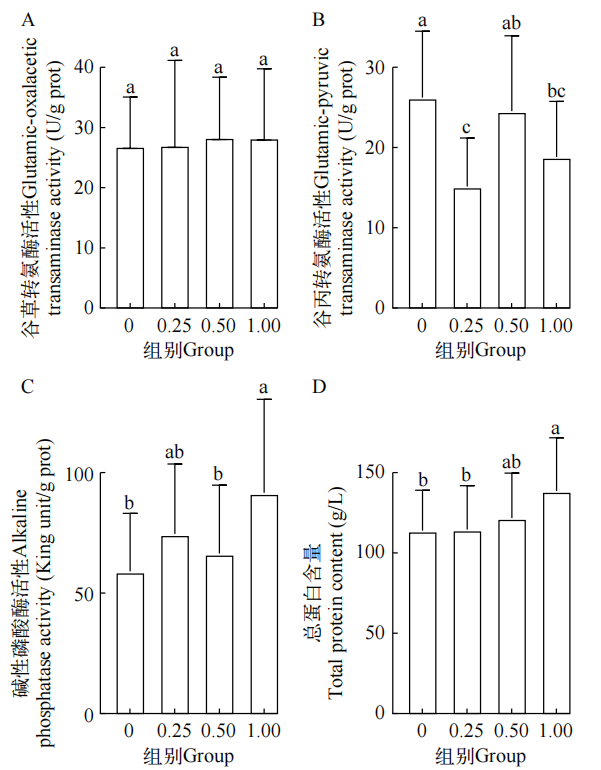 A
谷草转氨酶活性Glutamic-oxalacetic
transaminase activity (U/g prot)
40
30
20
10
0
a
a
a
a
0
0.25
0.50
1.00
组别Group
B
谷丙转氨酶活性Glutamic-pyruvic
transaminase activity (U/g prot)
30
20
10
0
a
c
ab
bc
0
0.25
0.50
1.00
组别Group
C
碱性磷酸酶活性Alkaline
phosphatase activity (King unit/g prot)
100
50
0
b
ab
b
a
0
0.25
0.50
1.00
组别Group
D
总蛋白含量
Total protein content (g/L)
150
100
50
0
b
b
ab
a
0
0.25
0.50
1.00
组别Group